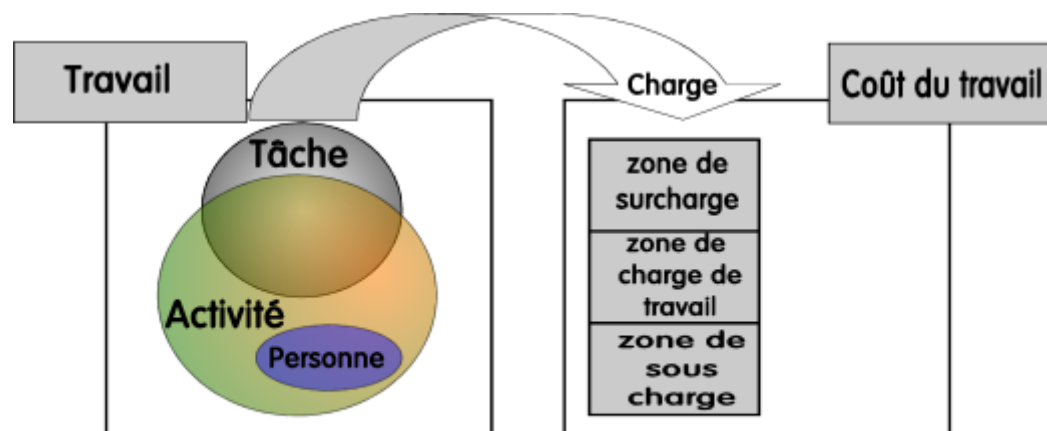 Travail
Tâche
Activité
Personne
Charge
Coût du travail
zone de
surcharge
zone de
charge de
travail
zone de
sous
charge